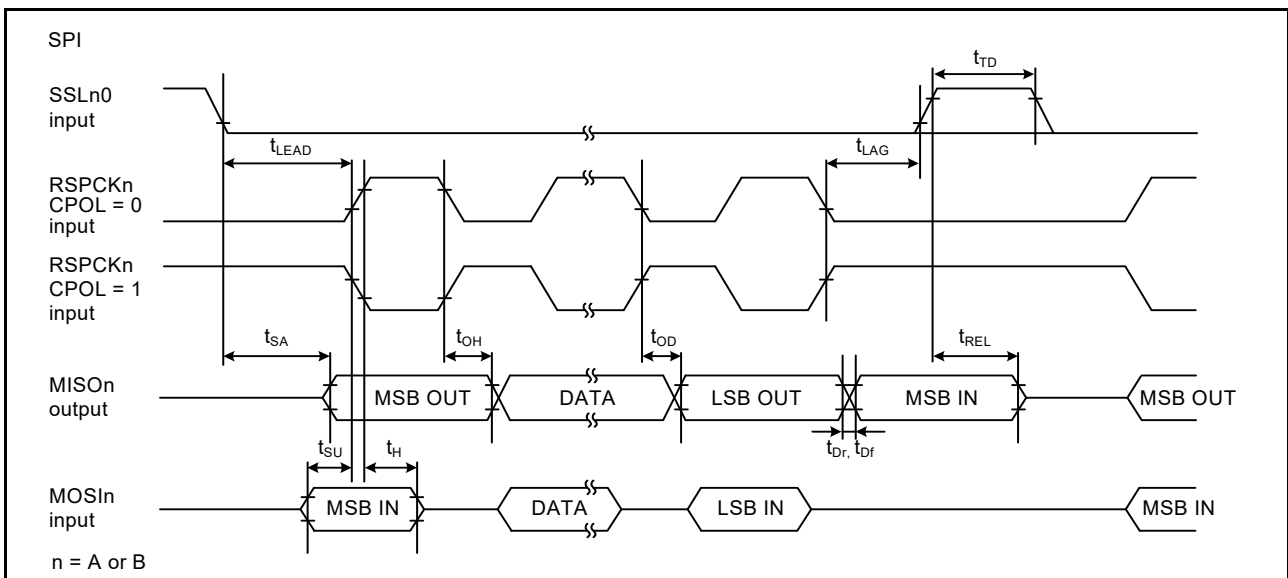 SPI
tTD
SSLn0
input
tLEAD
tLAG
RSPCKn
CPOL = 0
input
RSPCKn
CPOL = 1
input
tSA
tOH
tOD
tREL
MISOn
output
MSB OUT
DATA
LSB OUT
MSB IN
MSB OUT
tSU
tH
tDr, tDf
MOSIn
input
MSB IN
DATA
LSB IN
MSB IN
n = A or B